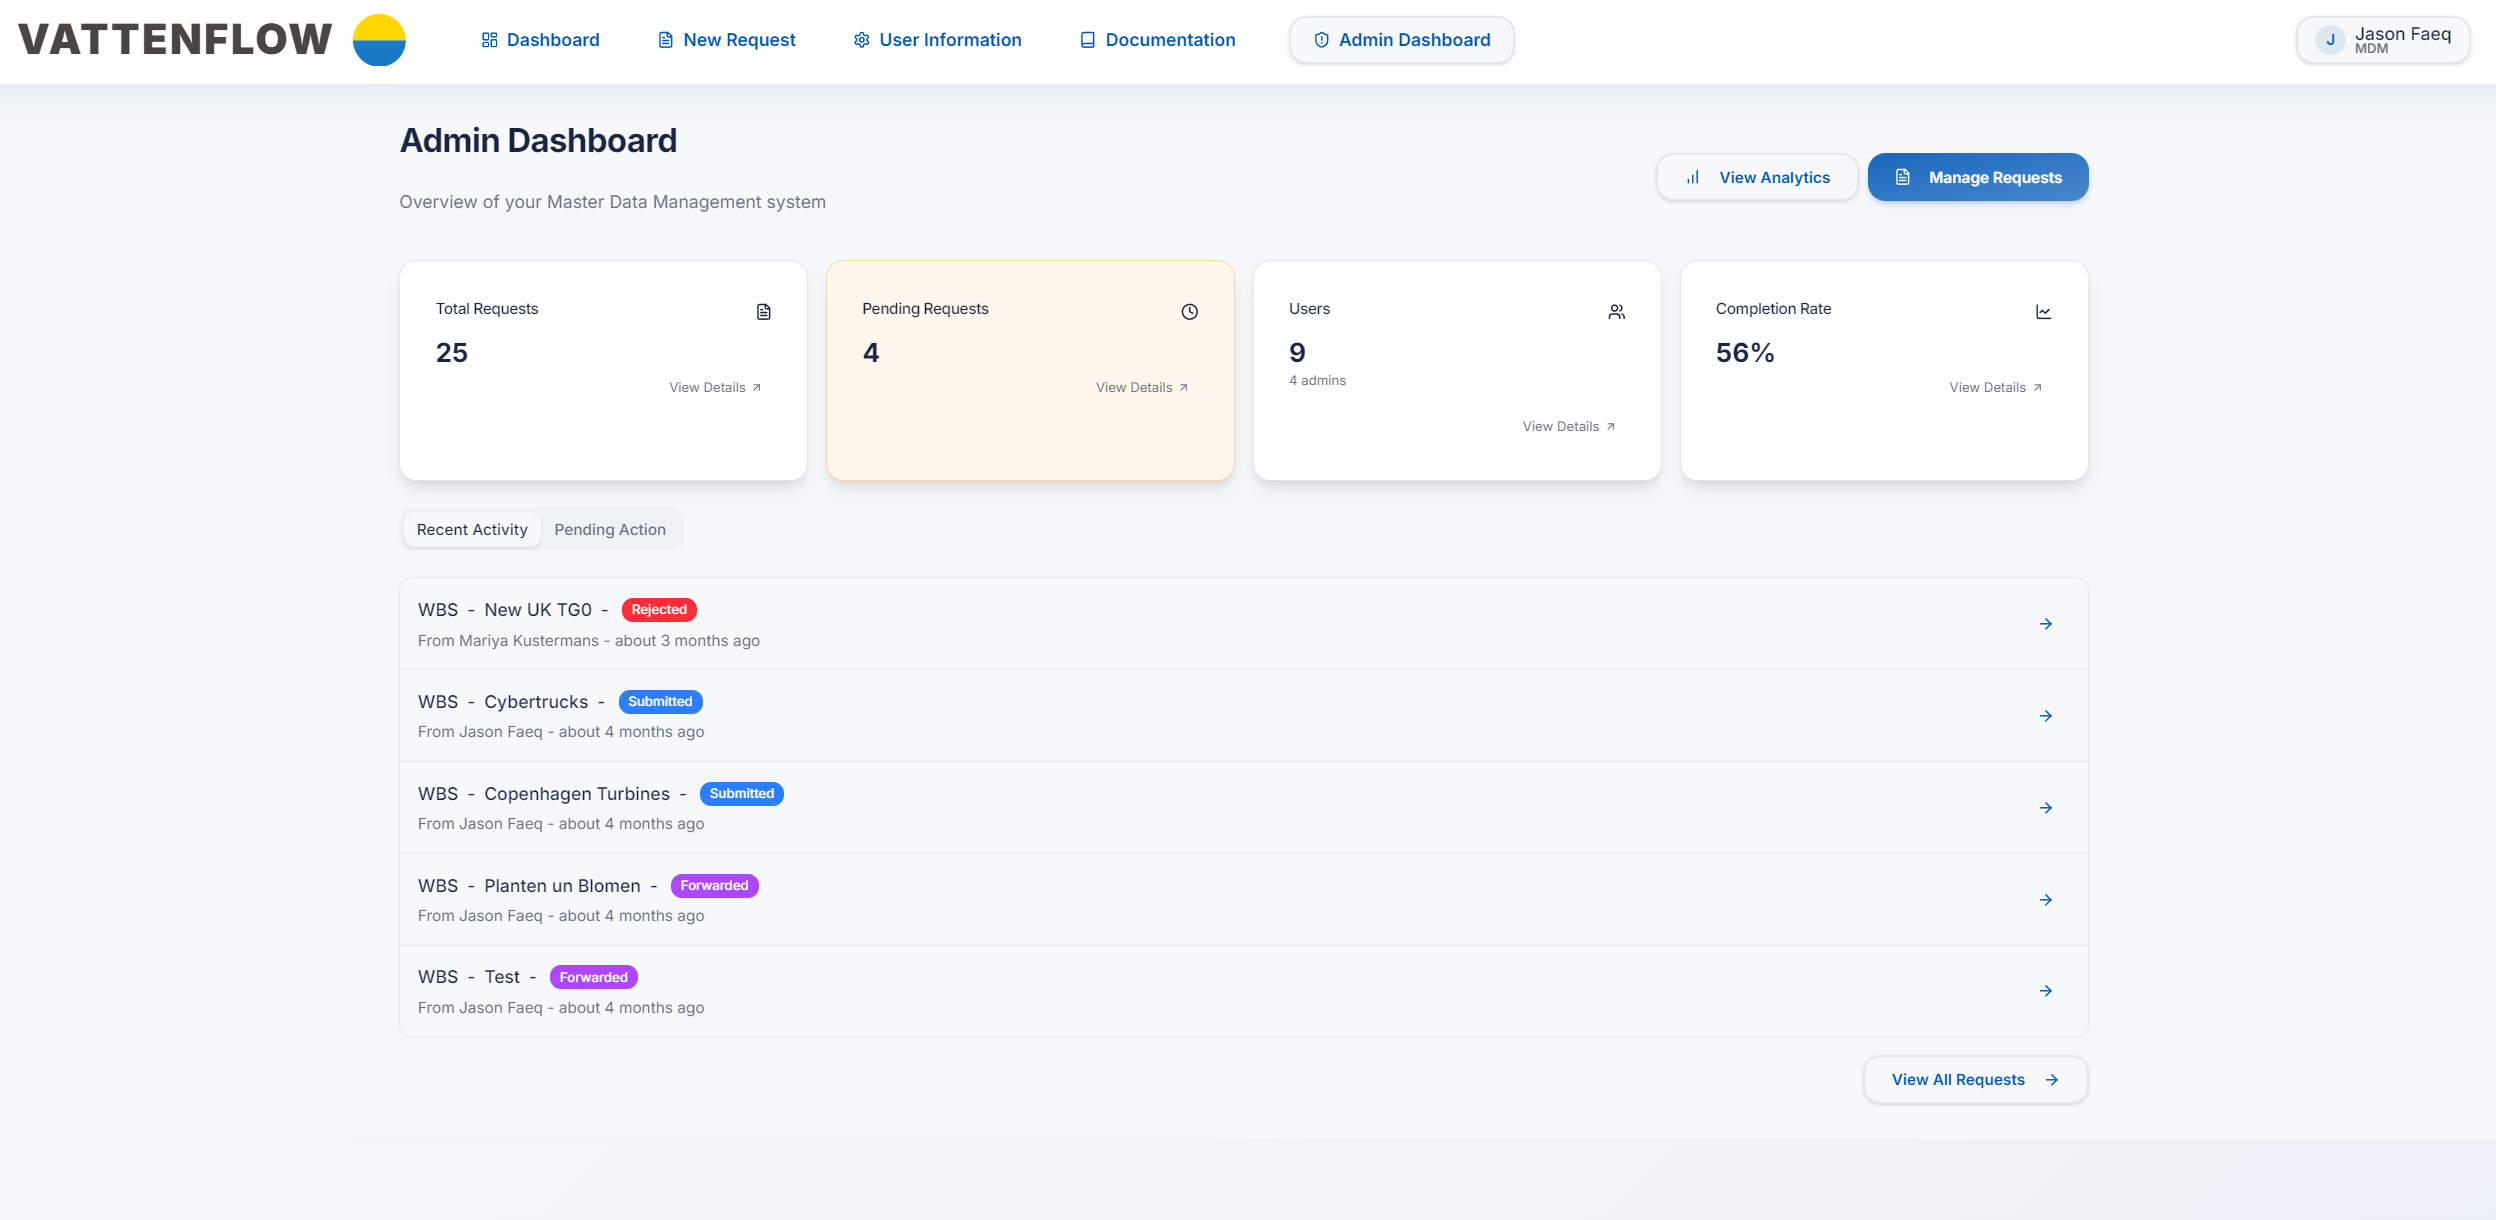 VATTENFLOW
Dashboard
New Request
User Information
Documentation
Admin Dashboard
J
Jason Faeq
MDM
Admin Dashboard
Overview of your Master Data Management system
View Analytics
Manage Requests
Total Requests
25
View Details
Pending Requests
4
View Details
Users
9
4 admins
View Details
Completion Rate
56%
View Details
Recent Activity
Pending Action
WBS - New UK TG0 - Rejected
From Mariya Kustermans - about 3 months ago
WBS - Cybertrucks - Submitted
From Jason Faeq - about 4 months ago
WBS - Copenhagen Turbines - Submitted
From Jason Faeq - about 4 months ago
WBS - Planten un Blomen - Forwarded
From Jason Faeq - about 4 months ago
WBS - Test - Forwarded
From Jason Faeq - about 4 months ago
View All Requests